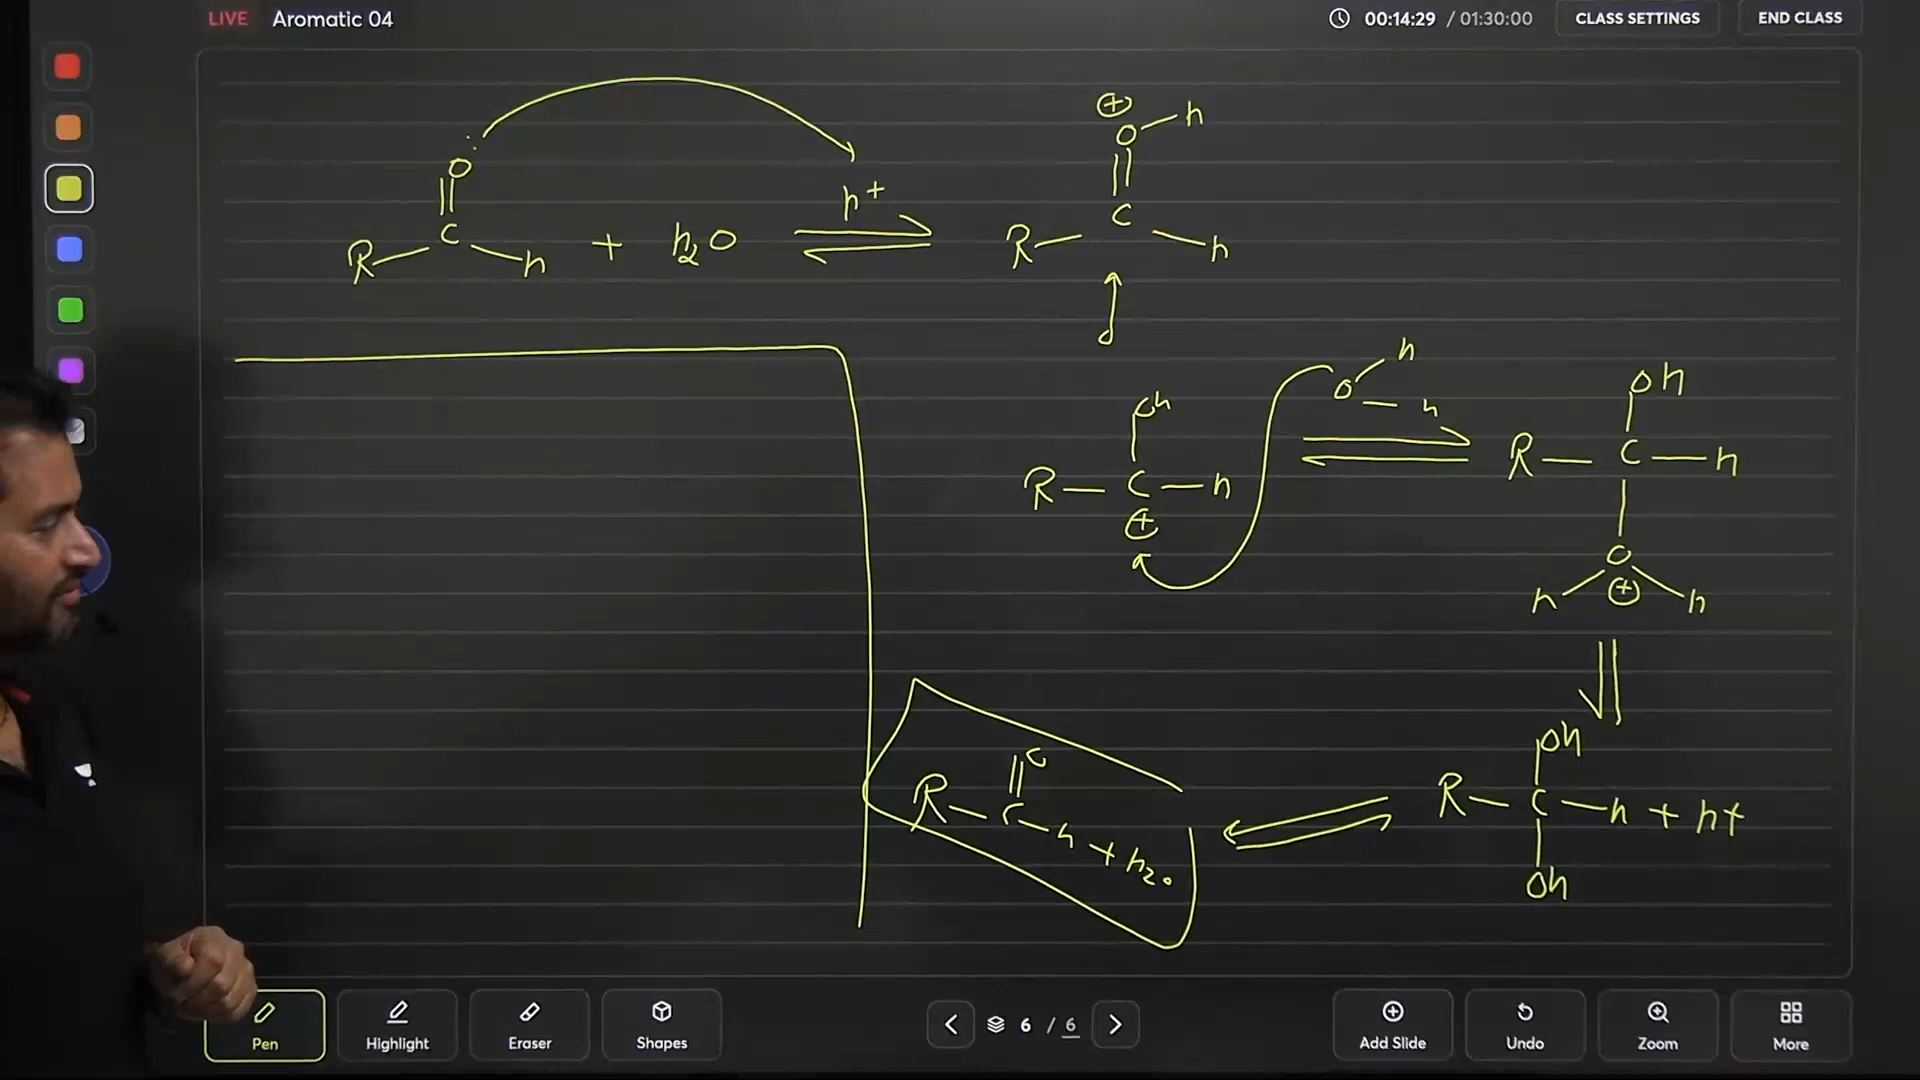 LIVE Aromatic 04 00:14:29 / 01:30:00 CLASS SETTINGS END CLASS
⊕
O h
O
h+
C
R C h + h2O R h
h
O h
Oh
Oh
R C h
R C h
⊕
O
h ⊕ h
Oh
O
R C h + h+
R C h + h2O
Oh
Pen Highlight Eraser Shapes 6 / 6 Add Slide Undo Zoom More